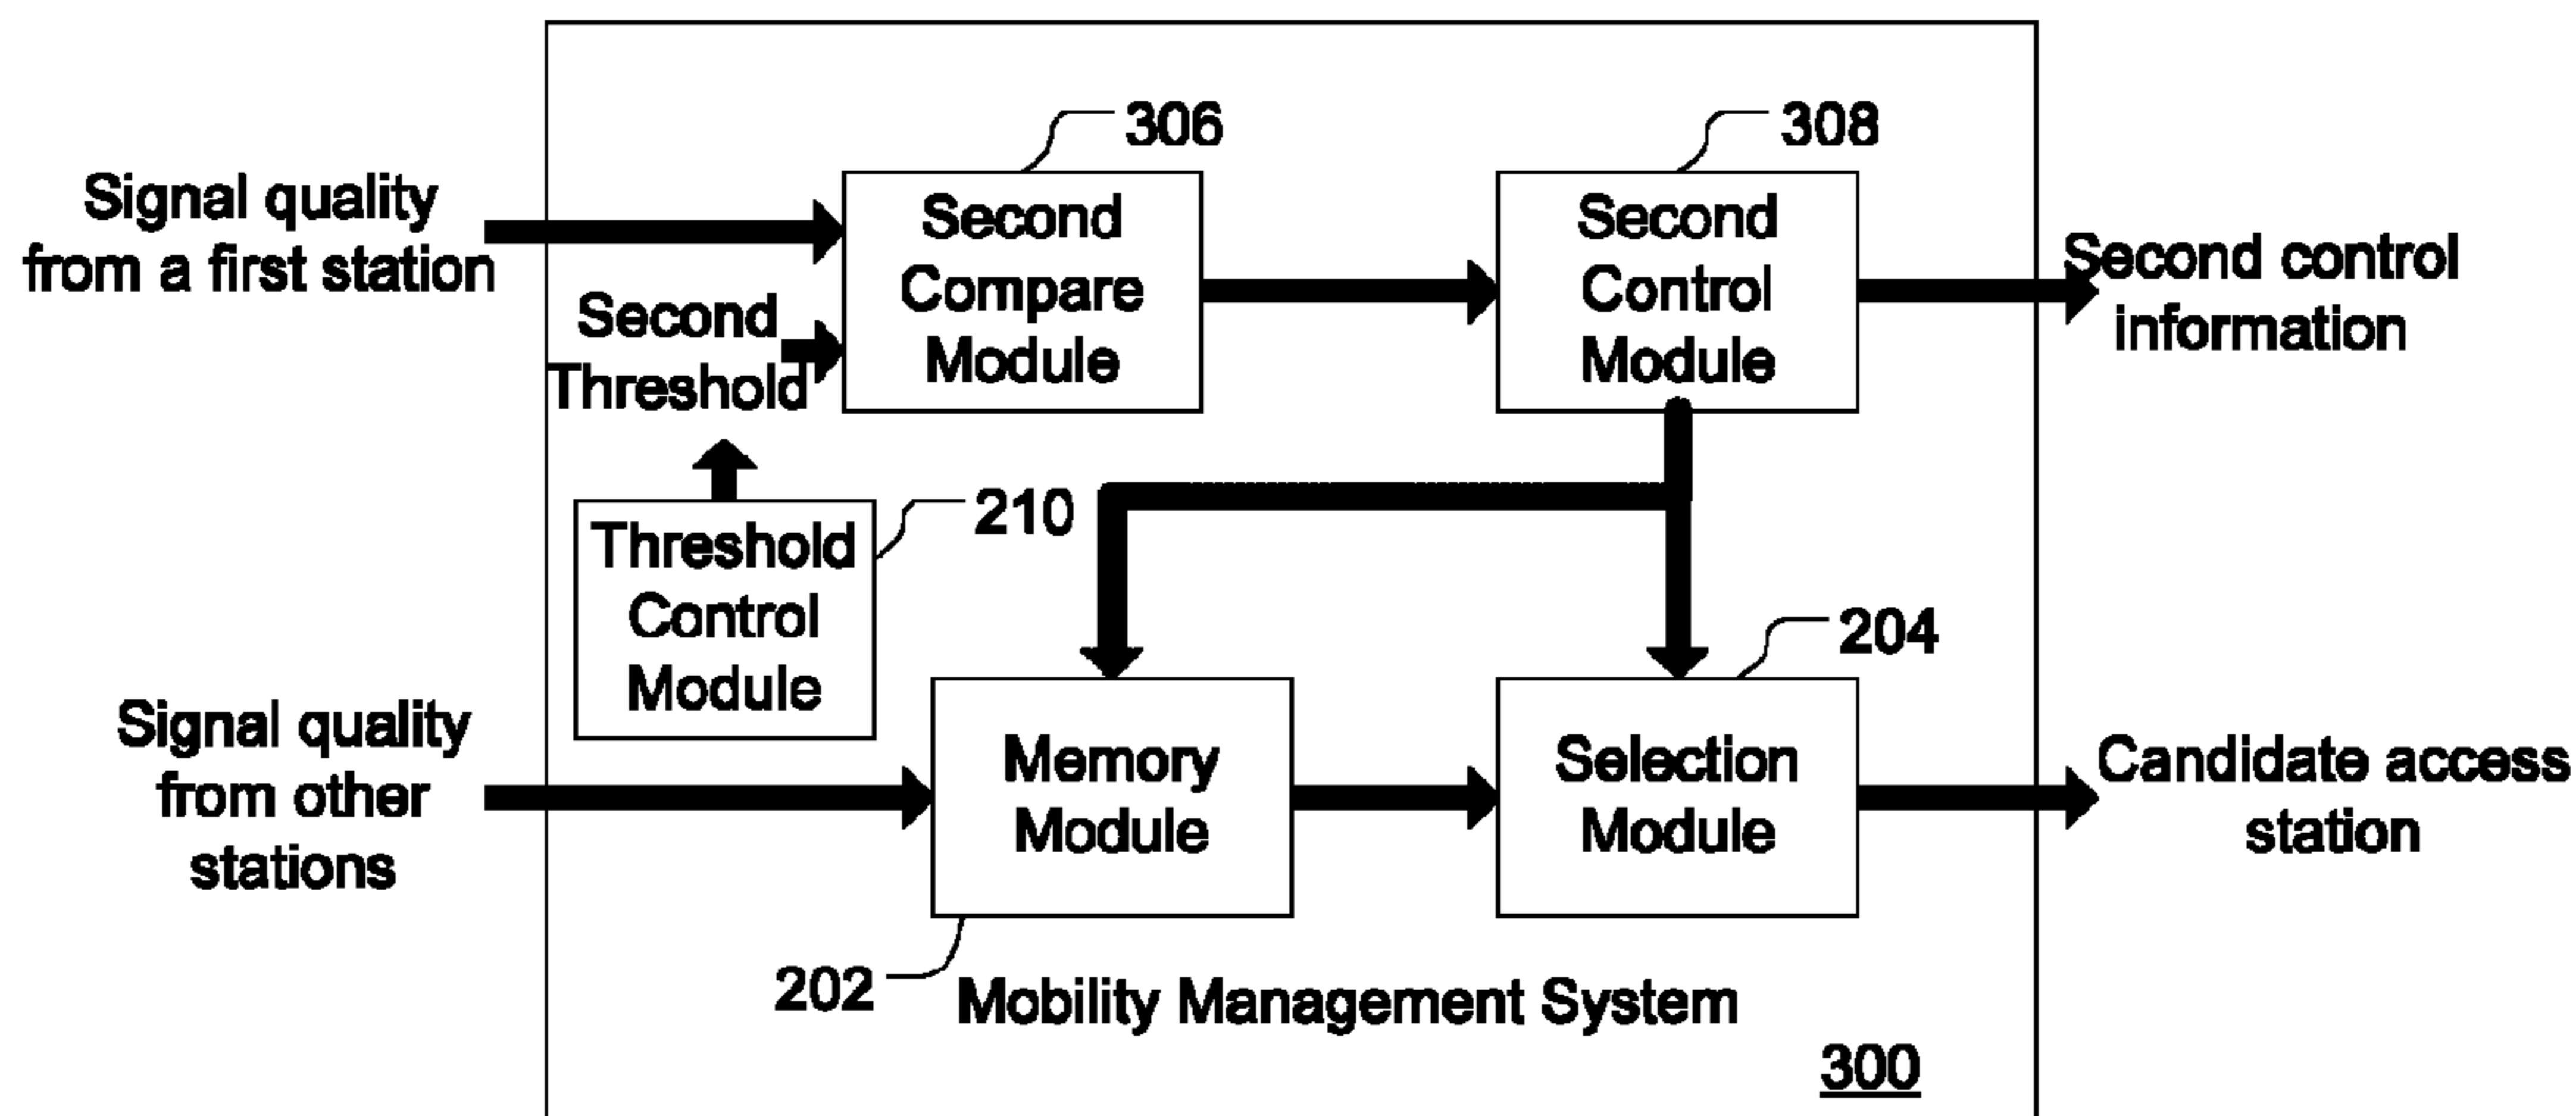 306
308
Signal quality
from a first station
Second
Compare
Module
Second
Control
Module
Second control
information
Second
Threshold
210
Threshold
Control
Module
204
Signal quality
from other
stations
Memory
Module
Selection
Module
Candidate access
station
202
Mobility Management System
300